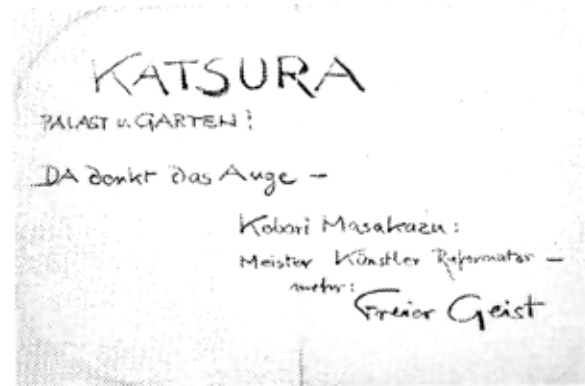 KATSURA
PALAST u. GARTEN!
DA denkt das Auge –
Kobori Masakazu:
Meister Künstler Reformator –
mehr:
Freier Geist